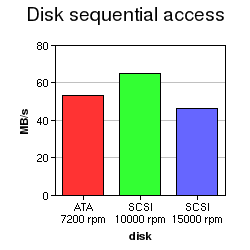 Disk sequential access
80
60
40
20
0
MB/s
ATA
7200 rpm
SCSI
10000 rpm
SCSI
15000 rpm
disk